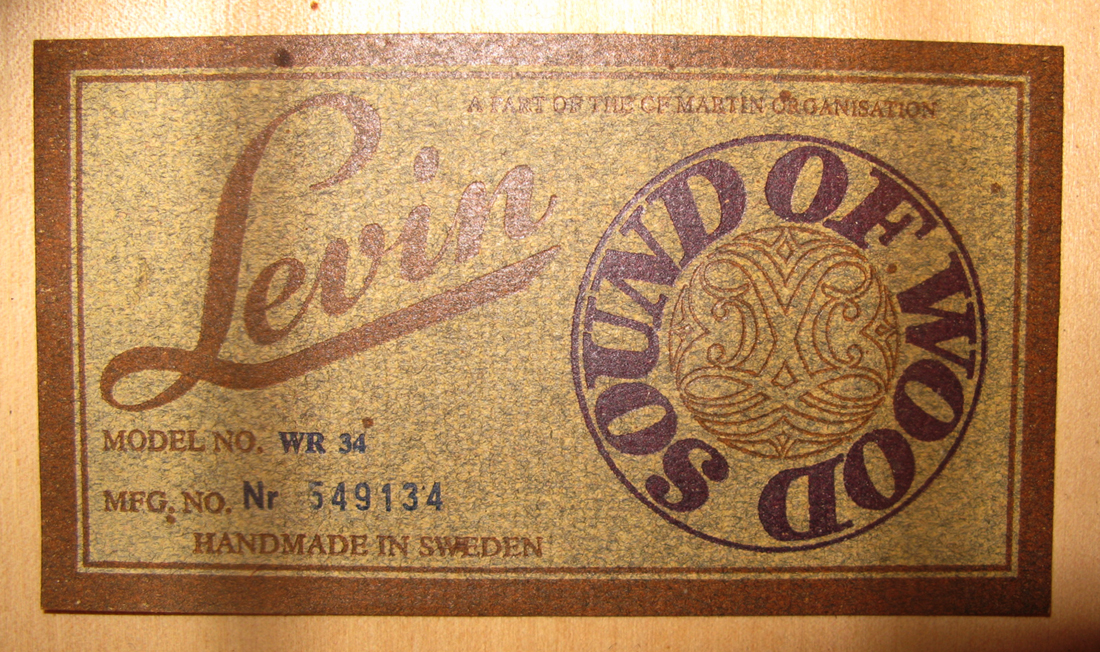 A PART OF THE CF MARTIN ORGANISATION
Levin
SOUND OF WOOD
MODEL NO. WR 34
MFG. NO. Nr 549134
HANDMADE IN SWEDEN